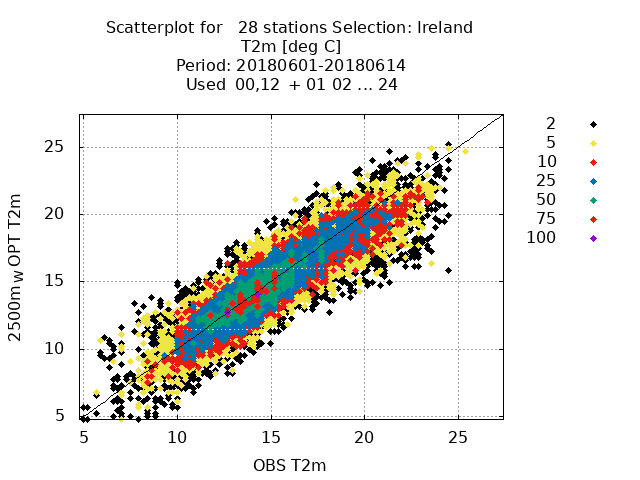 Scatterplot for   28 stations Selection: Ireland
T2m [deg C]
Period: 20180601-20180614
Used  00,12  + 01 02 ... 24
2
5
10
25
50
75
100
25
20
15
10
5
2500m w OPT T2m
5 10 15 20 25
OBS T2m